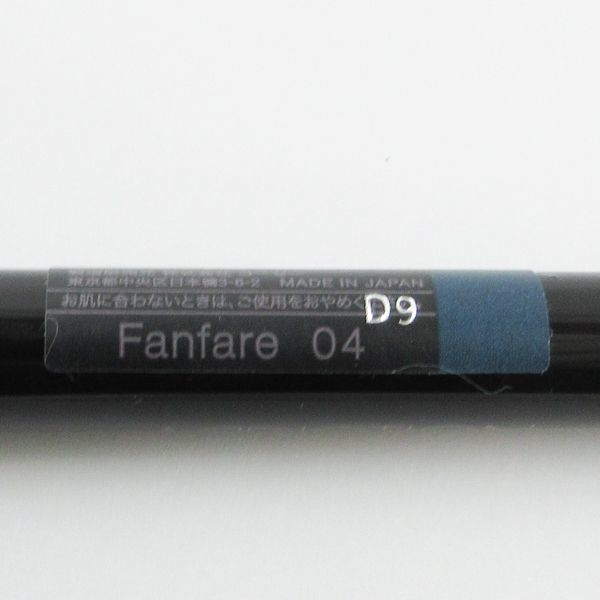 東京都中央区日本橋3-6-2 MADE IN JAPAN
お肌に合わないときは、ご使用をおやめく
D9
Fanfare 04